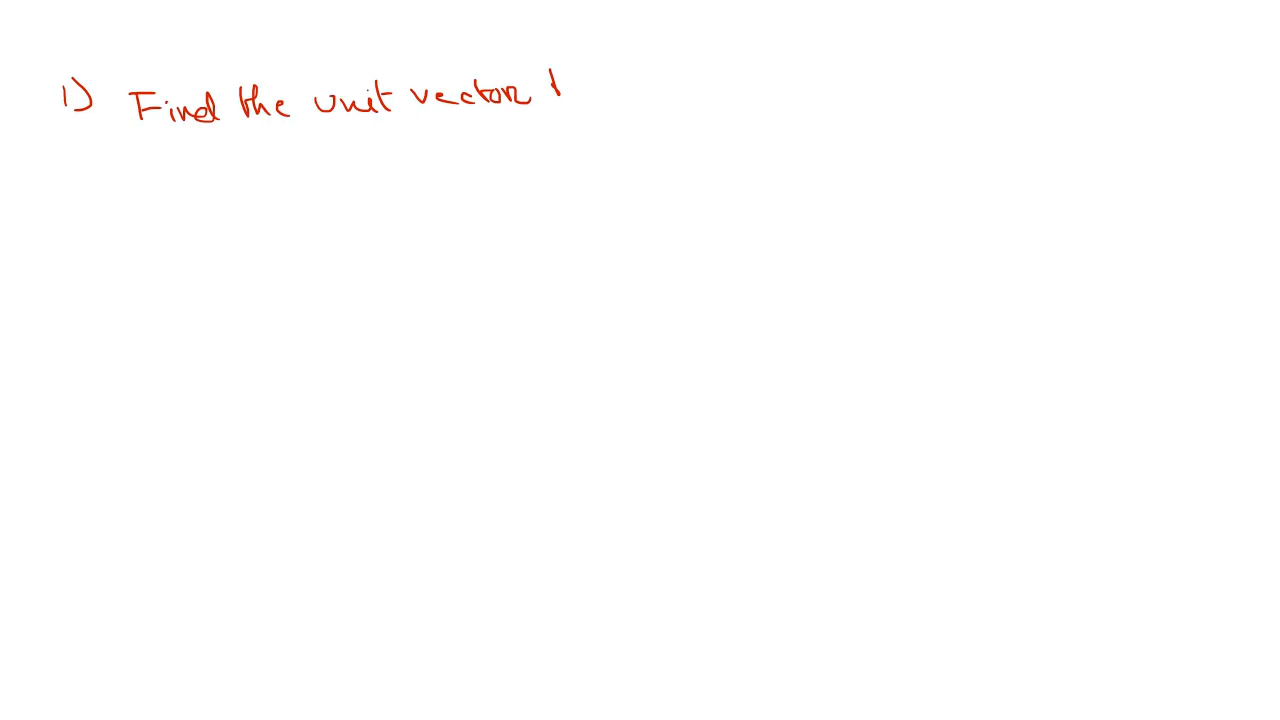 1) Find the unit vector